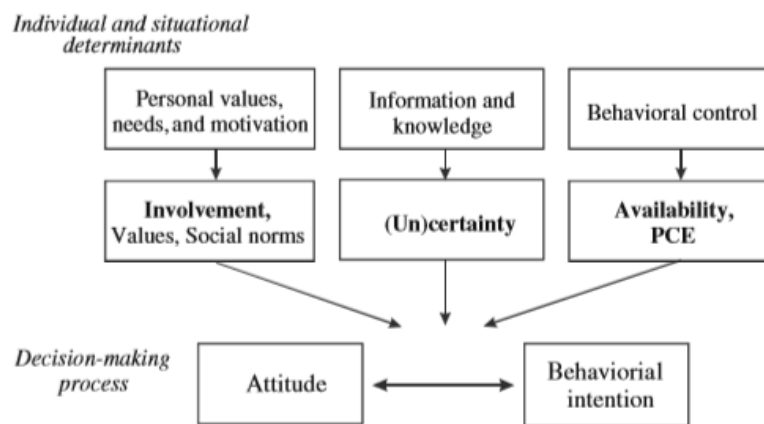 Individual and situational
determinants
Personal values,
needs, and motivation
Information and
knowledge
Behavioral control
Involvement,
Values, Social norms
(Un)certainty
Availability,
PCE
Decision-making
process
Attitude
Behaviorial
intention